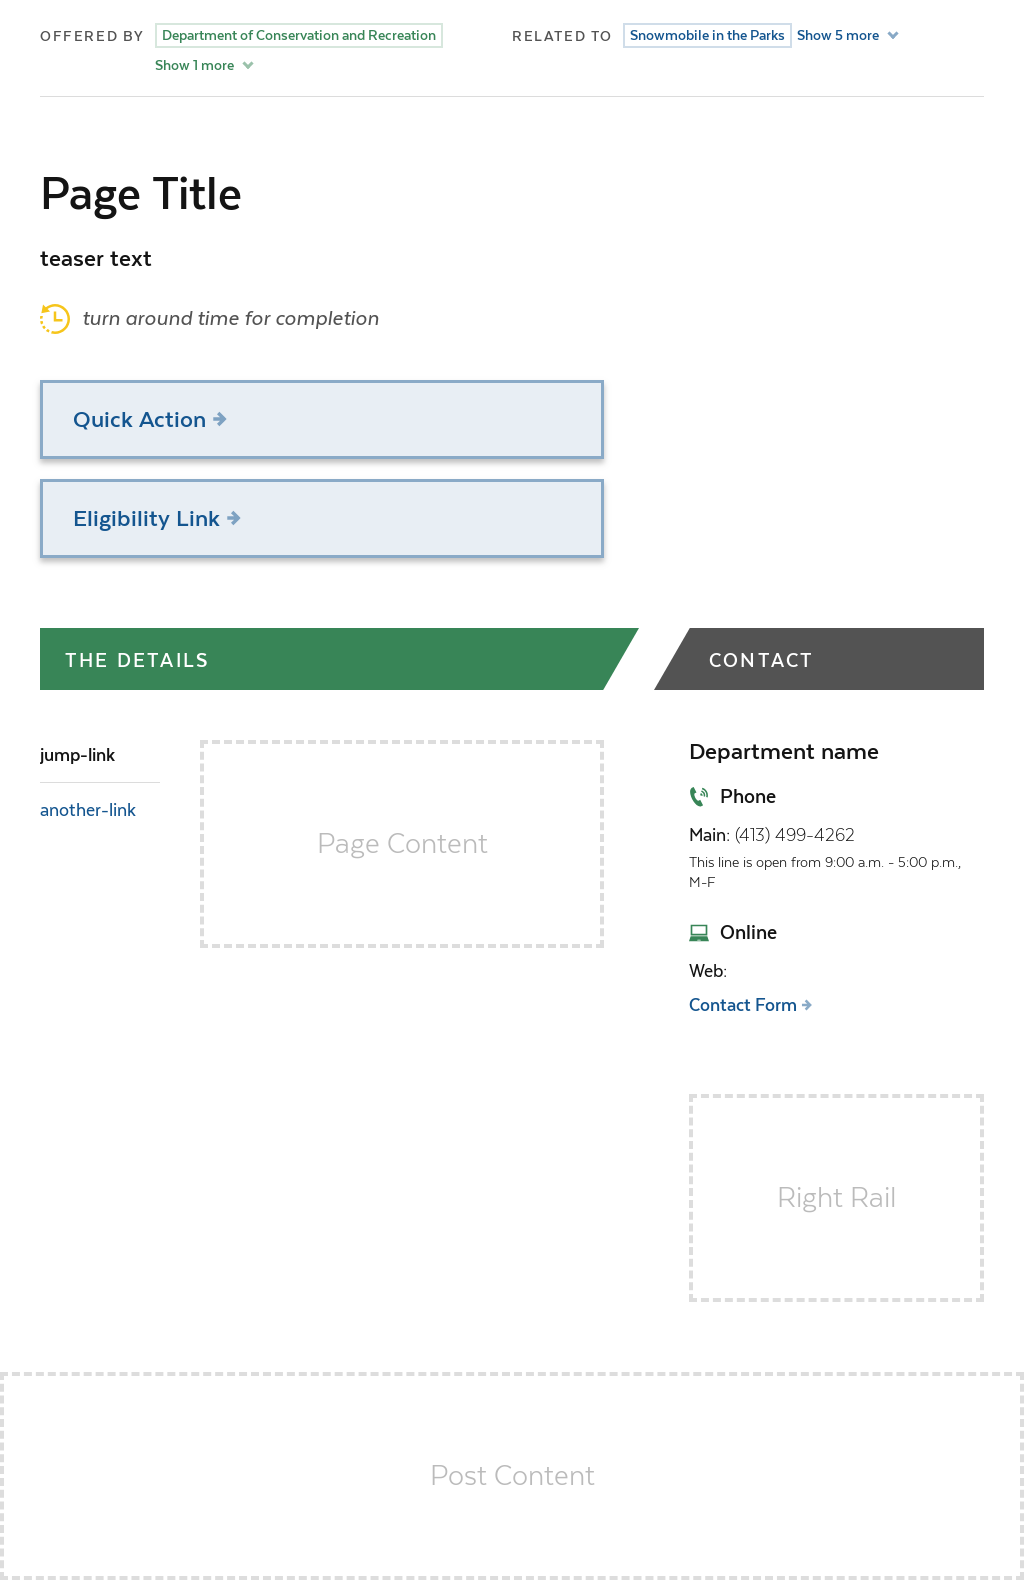 OFFERED BY Department of Conservation and Recreation
Show 1 more
RELATED TO Snowmobile in the Parks Show 5 more
Page Title
teaser text
turn around time for completion
Quick Action
Eligibility Link
THE DETAILS
CONTACT
jump-link
another-link
Page Content
Department name
Phone
Main: (413) 499-4262
This line is open from 9:00 a.m. - 5:00 p.m.,
M-F
Online
Web:
Contact Form
Right Rail
Post Content